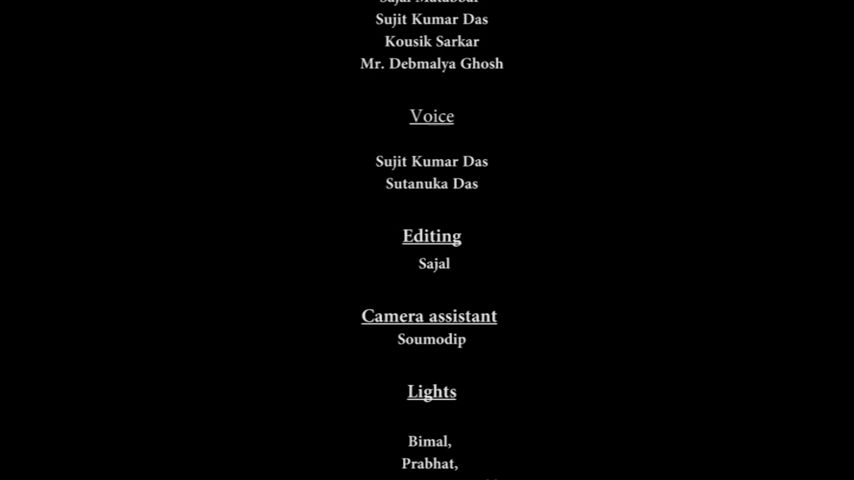 Sujit Kumar Das
Kousik Sarkar
Mr. Debmalya Ghosh
Voice
Sujit Kumar Das
Sutanuka Das
Editing
Sajal
Camera assistant
Soumodip
Lights
Bimal,
Prabhat,